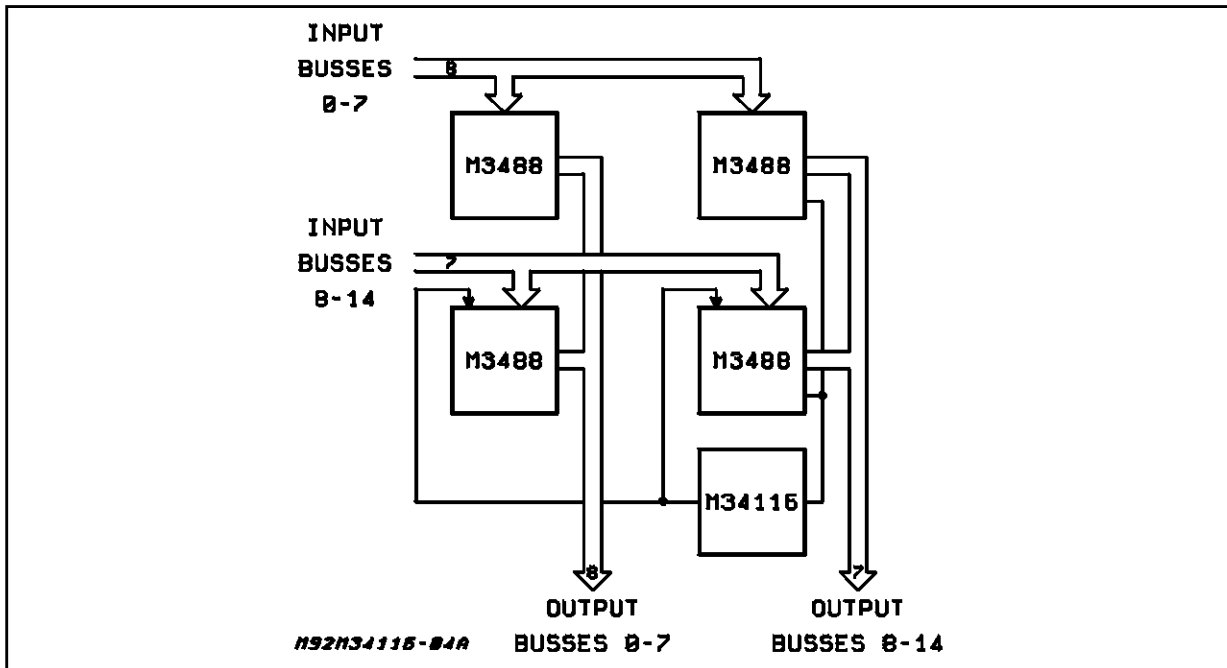 INPUT
BUSSES
0-7
8
M3488
M3488
INPUT
BUSSES
8-14
7
M3488
M3488
M34116
8
7
OUTPUT
BUSSES 0-7
OUTPUT
BUSSES 8-14
M92M34116-04A